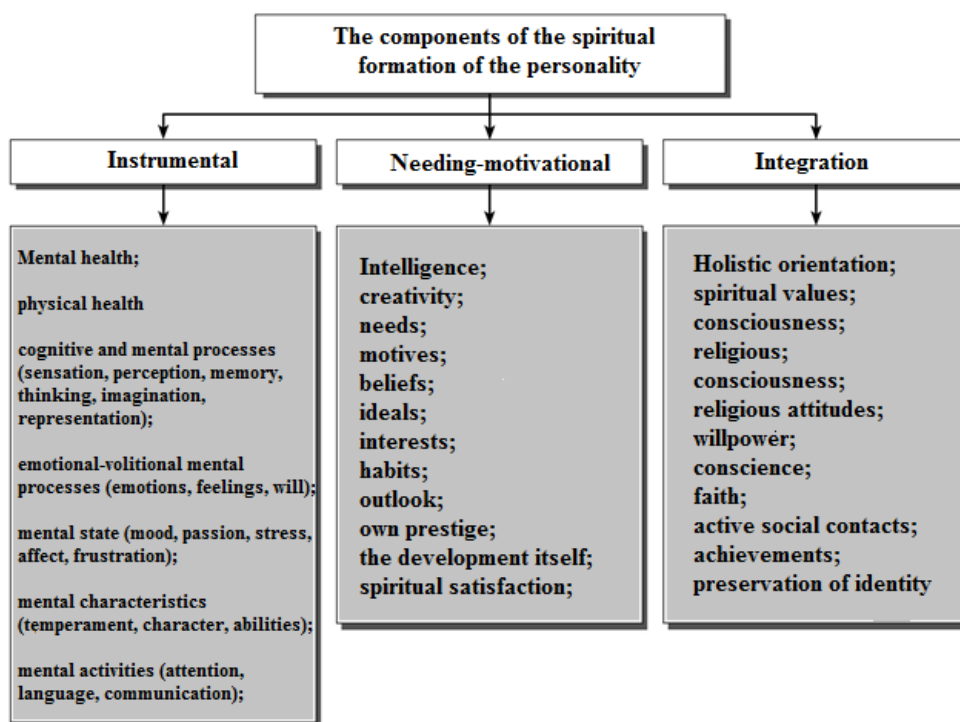 The components of the spiritual
formation of the personality
Instrumental
Needing-motivational
Integration
Mental health;
physical health
cognitive and mental processes
(sensation, perception, memory,
thinking, imagination,
representation);
emotional-volitional mental
processes (emotions, feelings, will);
mental state (mood, passion, stress,
affect, frustration);
mental characteristics
(temperament, character, abilities);
mental activities (attention,
language, communication);
Intelligence;
creativity;
needs;
motives;
beliefs;
ideals;
interests;
habits;
outlook;
own prestige;
the development itself;
spiritual satisfaction;
Holistic orientation;
spiritual values;
consciousness;
religious;
consciousness;
religious attitudes;
willpower;
conscience;
faith;
active social contacts;
achievements;
preservation of identity